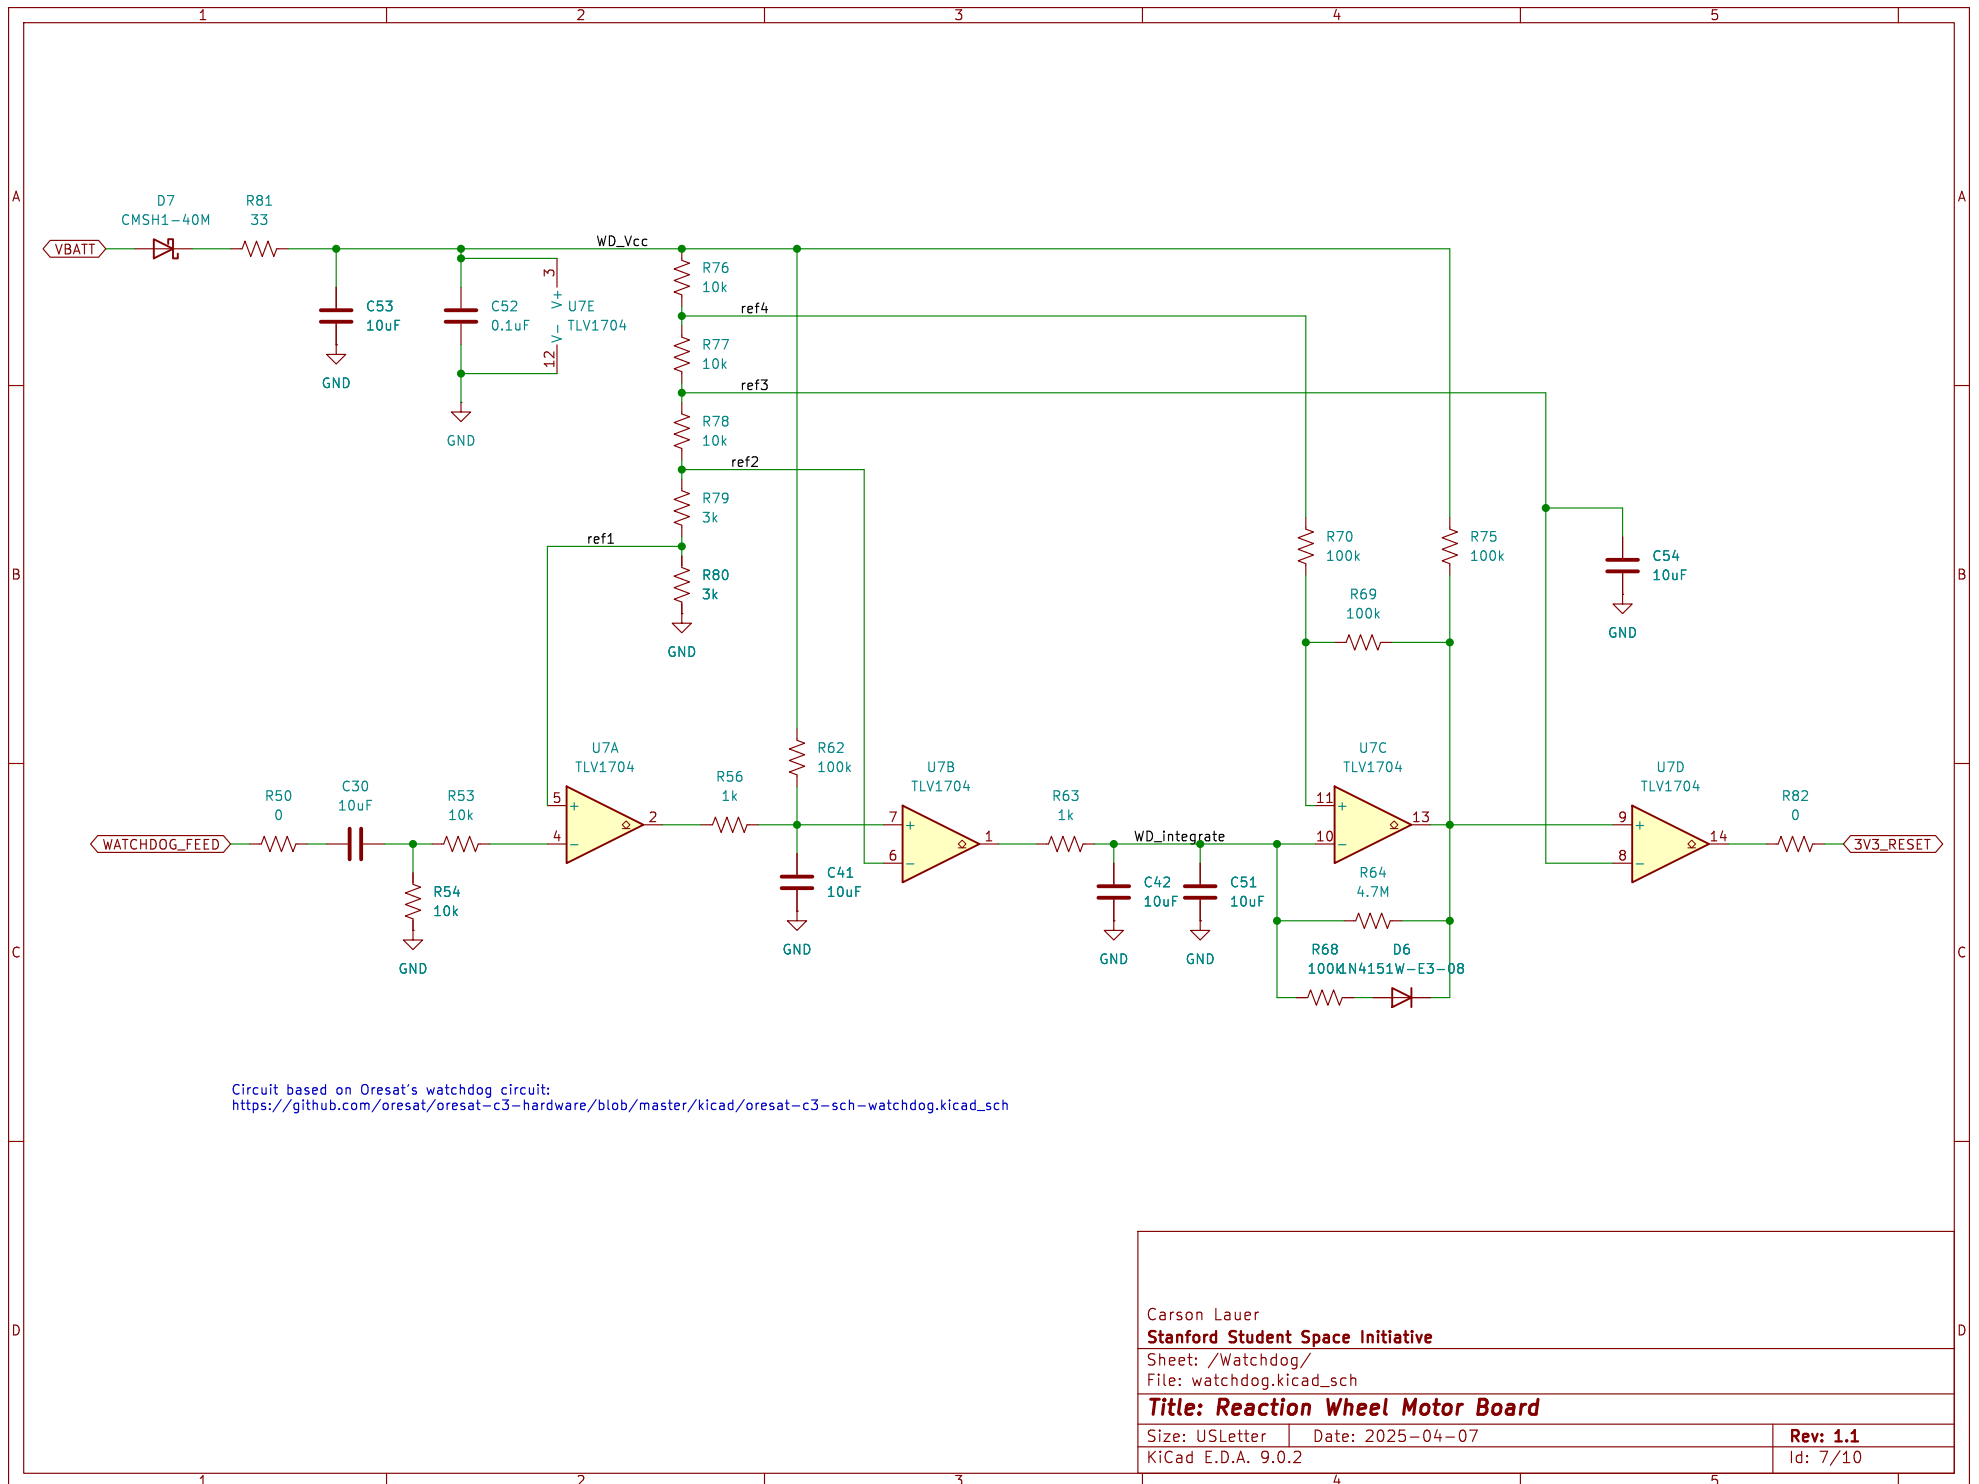 1 2 3 4 5
A A
D7
CMSH1-40M
R81
33
VBATT
WD_Vcc
C53
10uF
GND
C52
0.1uF
GND
3
V+
U7E
TLV1704
V-
12
R76
10k
ref4
R77
10k
ref3
R78
10k
ref2
R79
3k
ref1
R80
3k
GND
B B
R70
100k
R75
100k
R69
100k
C54
10uF
GND
WATCHDOG_FEED
R50
0
C30
10uF
R54
10k
GND
R53
10k
U7A
TLV1704
5
+
4
-
2
R56
1k
R62
100k
C41
10uF
GND
U7B
TLV1704
7
+
6
-
1
R63
1k
WD_integrate
C42
10uF
GND
C51
10uF
GND
U7C
TLV1704
11
+
10
-
13
R64
4.7M
R68
100k
D6
1N4151W-E3-08
U7D
TLV1704
9
+
8
-
14
R82
0
3V3_RESET
C C
Circuit based on Oresat's watchdog circuit:
https://github.com/oresat/oresat-c3-hardware/blob/master/kicad/oresat-c3-sch-watchdog.kicad_sch
D D
Carson Lauer
Stanford Student Space Initiative
Sheet: /Watchdog/
File: watchdog.kicad_sch
Title: Reaction Wheel Motor Board
Size: USLetter Date: 2025-04-07 Rev: 1.1
KiCad E.D.A. 9.0.2 Id: 7/10
1 2 3 4 5